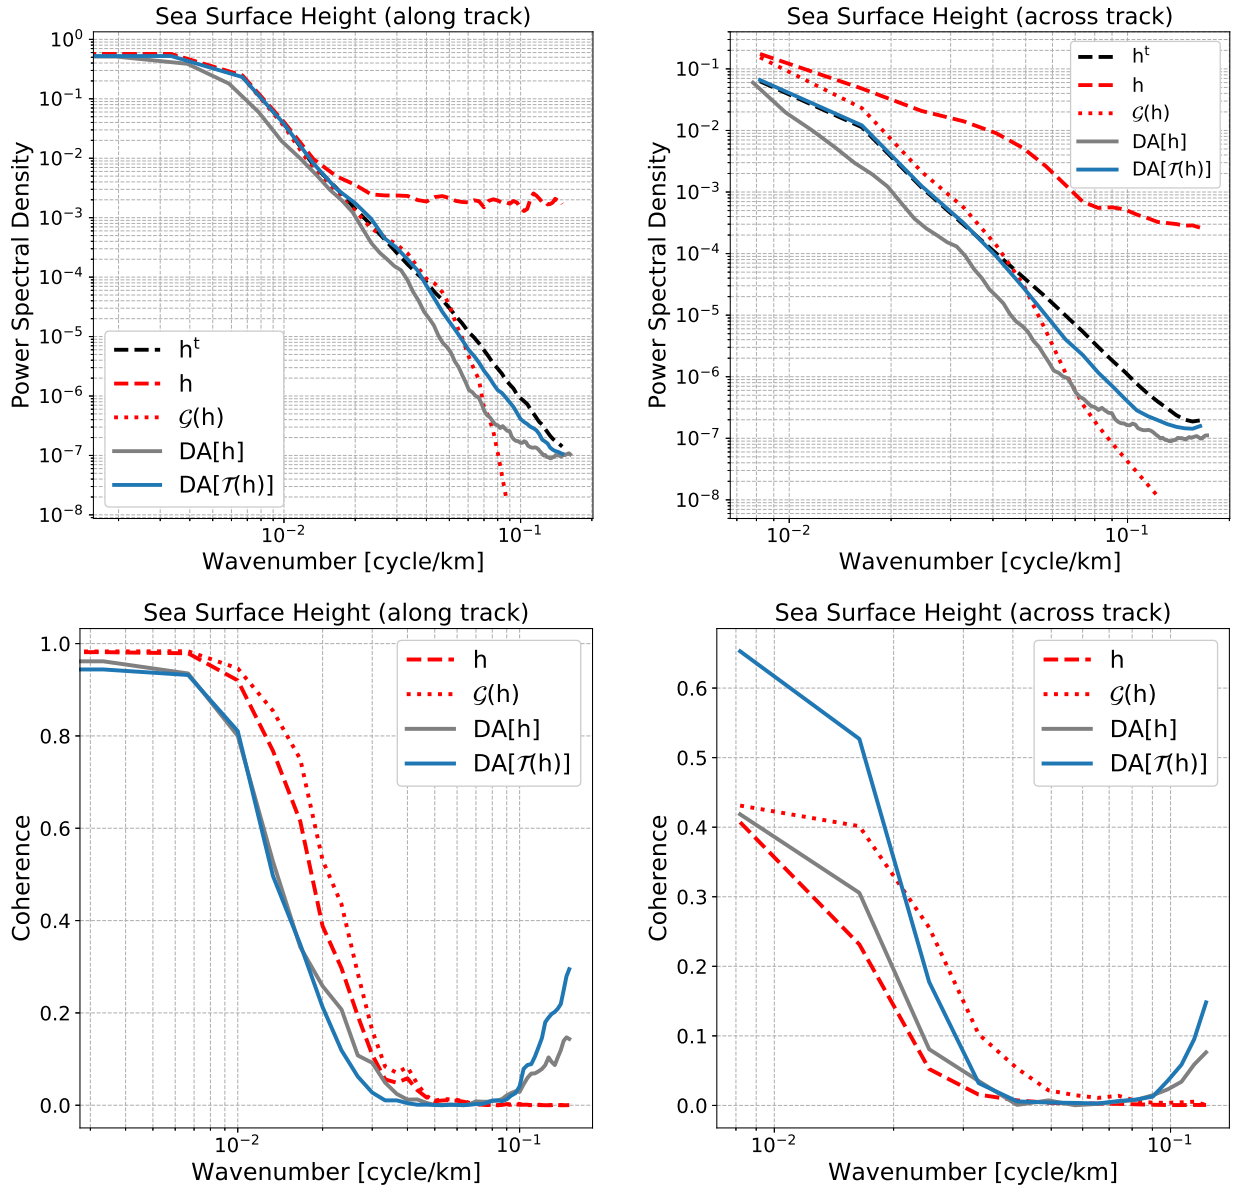 Sea Surface Height (along track)
Power Spectral Density
10⁰
10⁻¹
10⁻²
10⁻³
10⁻⁴
10⁻⁵
10⁻⁶
10⁻⁷
10⁻⁸
hᵗ
h
𝒢(h)
DA[h]
DA[𝒯(h)]
10⁻² 10⁻¹
Wavenumber [cycle/km]
Sea Surface Height (across track)
Power Spectral Density
10⁻¹
10⁻²
10⁻³
10⁻⁴
10⁻⁵
10⁻⁶
10⁻⁷
10⁻⁸
hᵗ
h
𝒢(h)
DA[h]
DA[𝒯(h)]
10⁻² 10⁻¹
Wavenumber [cycle/km]
Sea Surface Height (along track)
Coherence
1.0
0.8
0.6
0.4
0.2
0.0
h
𝒢(h)
DA[h]
DA[𝒯(h)]
10⁻² 10⁻¹
Wavenumber [cycle/km]
Sea Surface Height (across track)
Coherence
0.6
0.5
0.4
0.3
0.2
0.1
0.0
h
𝒢(h)
DA[h]
DA[𝒯(h)]
10⁻² 10⁻¹
Wavenumber [cycle/km]